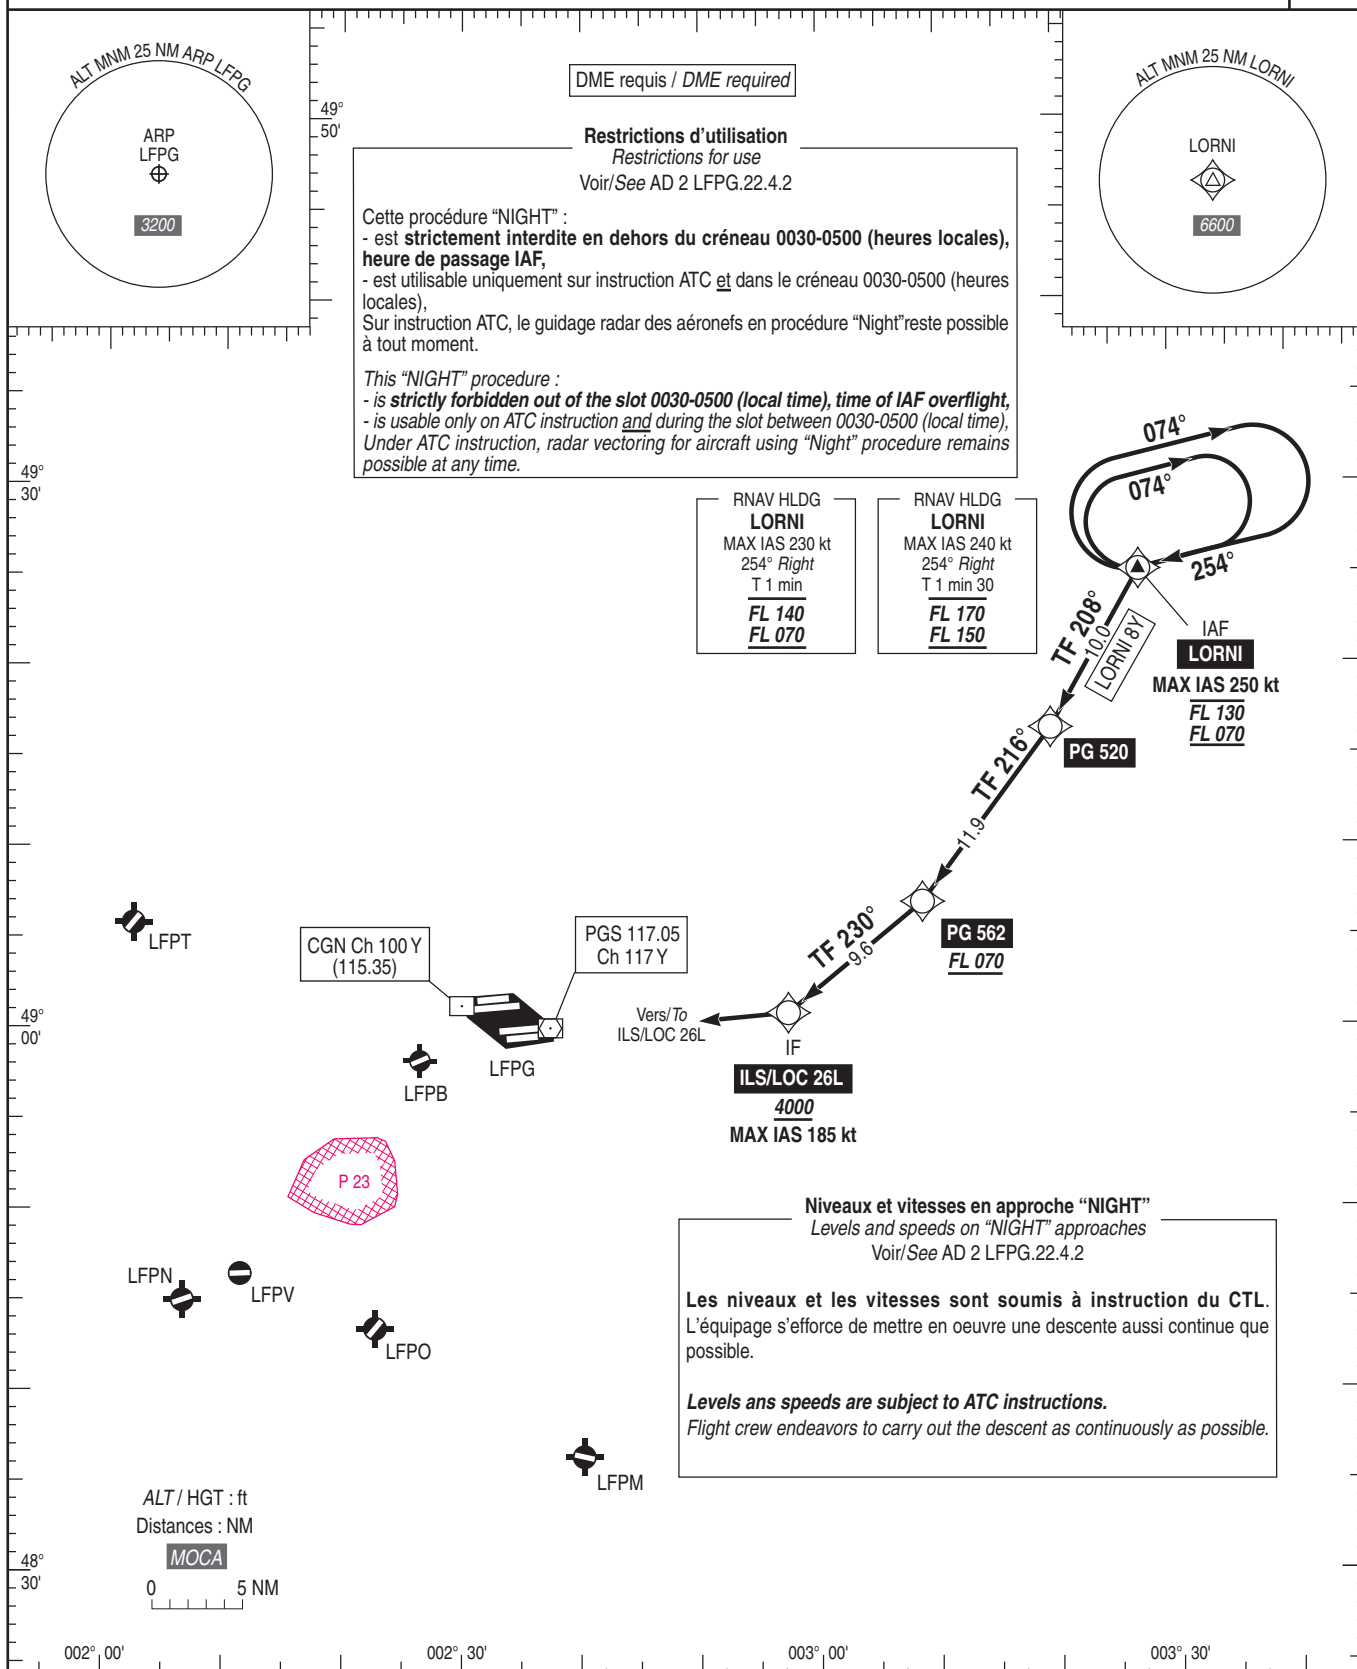 ALT MNM 25 NM ARP LFPG
ARP
LFPG
3200
DME requis / DME required
ALT MNM 25 NM LORNI
LORNI
6600
49°
50'
Restrictions d'utilisation
Restrictions for use
Voir/See AD 2 LFPG.22.4.2
Cette procédure “NIGHT” :
- est strictement interdite en dehors du créneau 0030-0500 (heures locales),
heure de passage IAF,
- est utilisable uniquement sur instruction ATC et dans le créneau 0030-0500 (heures
locales),
Sur instruction ATC, le guidage radar des aéronefs en procédure “Night”reste possible
à tout moment.
This “NIGHT” procedure :
- is strictly forbidden out of the slot 0030-0500 (local time), time of IAF overflight,
- is usable only on ATC instruction and during the slot between 0030-0500 (local time),
Under ATC instruction, radar vectoring for aircraft using “Night” procedure remains
possible at any time.
49°
30'
074°
074°
254°
RNAV HLDG
LORNI
MAX IAS 230 kt
254° Right
T 1 min
FL 140
FL 070
RNAV HLDG
LORNI
MAX IAS 240 kt
254° Right
T 1 min 30
FL 170
FL 150
TF 208°
10.0
LORNI 8Y
IAF
LORNI
MAX IAS 250 kt
FL 130
FL 070
PG 520
TF 216°
11.9
PG 562
FL 070
TF 230°
9.6
LFPT
CGN Ch 100 Y
(115.35)
PGS 117.05
Ch 117 Y
Vers/To
ILS/LOC 26L
IF
ILS/LOC 26L
4000
MAX IAS 185 kt
49°
00'
LFPG
LFPB
P 23
LFPN
LFPV
LFPO
LFPM
Niveaux et vitesses en approche “NIGHT”
Levels and speeds on “NIGHT” approaches
Voir/See AD 2 LFPG.22.4.2
Les niveaux et les vitesses sont soumis à instruction du CTL.
L'équipage s'efforce de mettre en oeuvre une descente aussi continue que
possible.
Levels ans speeds are subject to ATC instructions.
Flight crew endeavors to carry out the descent as continuously as possible.
ALT / HGT : ft
Distances : NM
MOCA
0 5 NM
48°
30'
002° 00'
002° 30'
003° 00'
003° 30'